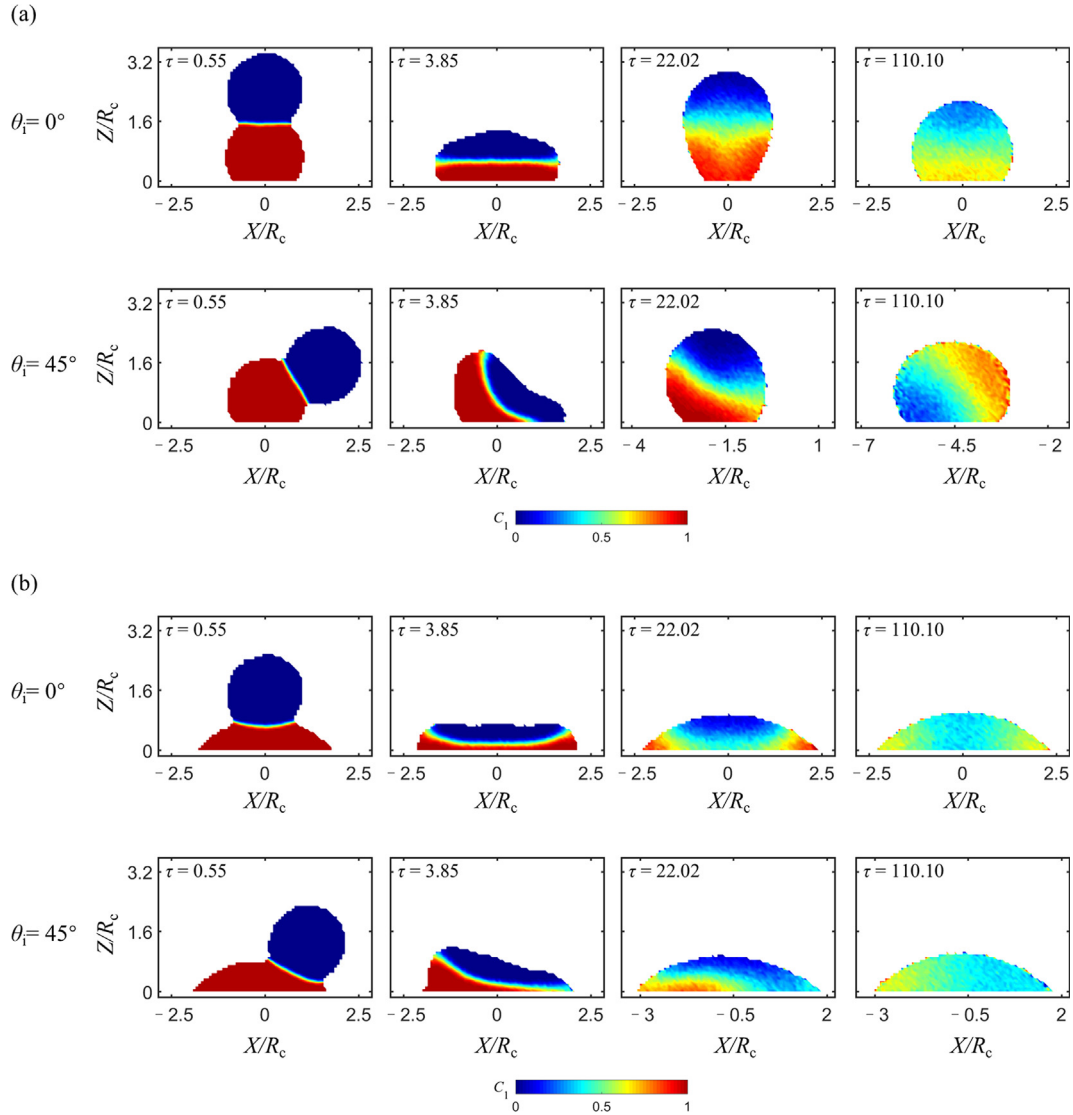 (a)
θi= 0°
Z/Rc
3.2
1.6
0
τ = 0.55
τ = 3.85
τ = 22.02
τ = 110.10
−2.5 0 2.5
−2.5 0 2.5
−2.5 0 2.5
−2.5 0 2.5
X/Rc
X/Rc
X/Rc
X/Rc
θi= 45°
Z/Rc
3.2
1.6
0
τ = 0.55
τ = 3.85
τ = 22.02
τ = 110.10
−2.5 0 2.5
−2.5 0 2.5
−4 −1.5 1
−7 −4.5 −2
X/Rc
X/Rc
X/Rc
X/Rc
C1
0 0.5 1
(b)
θi= 0°
Z/Rc
3.2
1.6
0
τ = 0.55
τ = 3.85
τ = 22.02
τ = 110.10
−2.5 0 2.5
−2.5 0 2.5
−2.5 0 2.5
−2.5 0 2.5
X/Rc
X/Rc
X/Rc
X/Rc
θi= 45°
Z/Rc
3.2
1.6
0
τ = 0.55
τ = 3.85
τ = 22.02
τ = 110.10
−2.5 0 2.5
−2.5 0 2.5
−3 −0.5 2
−3 −0.5 2
X/Rc
X/Rc
X/Rc
X/Rc
C1
0 0.5 1